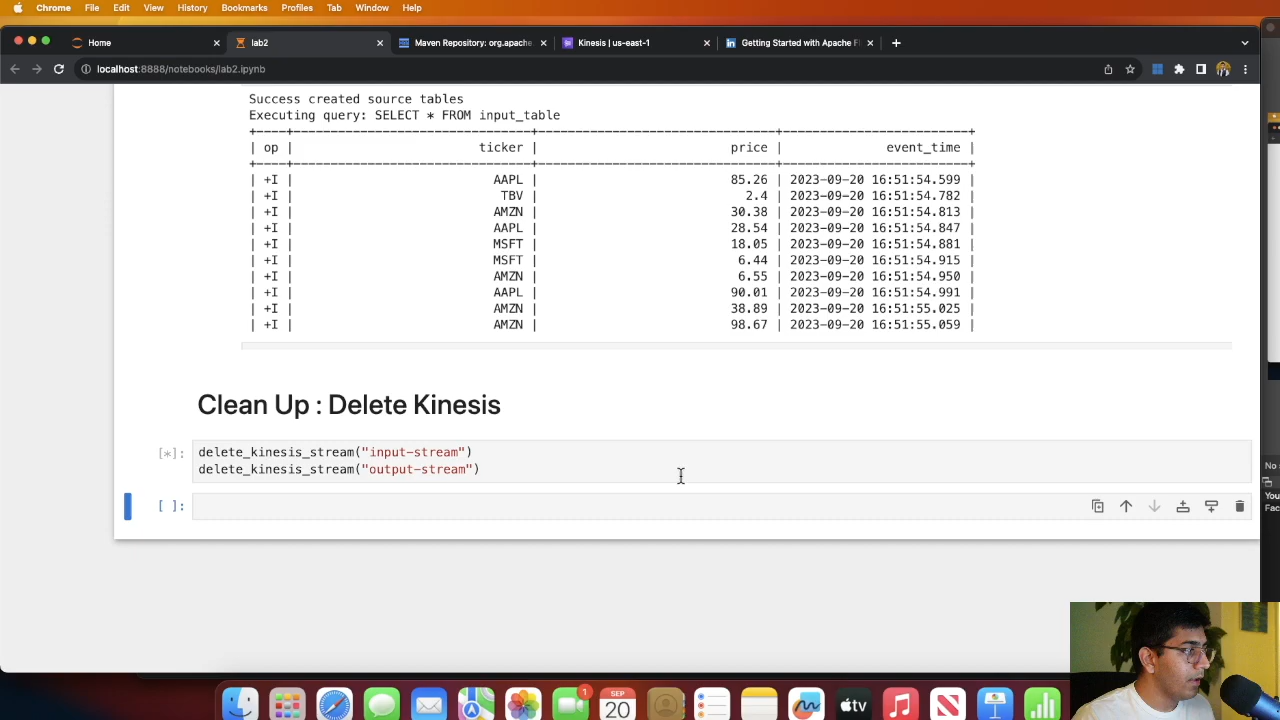 Chrome File Edit View History Bookmarks Profiles Tab Window Help
Home
lab2
Maven Repository: org.apache
Kinesis | us-east-1
Getting Started with Apache Fl
localhost:8888/notebooks/lab2.ipynb
Success created source tables
Executing query: SELECT * FROM input_table
+----+--------------------------------+--------------------------------+-------------------------+
| op | ticker | price | event_time |
+----+--------------------------------+--------------------------------+-------------------------+
| +I | AAPL | 85.26 | 2023-09-20 16:51:54.599 |
| +I | TBV | 2.4 | 2023-09-20 16:51:54.782 |
| +I | AMZN | 30.38 | 2023-09-20 16:51:54.813 |
| +I | AAPL | 28.54 | 2023-09-20 16:51:54.847 |
| +I | MSFT | 18.05 | 2023-09-20 16:51:54.881 |
| +I | MSFT | 6.44 | 2023-09-20 16:51:54.915 |
| +I | AMZN | 6.55 | 2023-09-20 16:51:54.950 |
| +I | AAPL | 90.01 | 2023-09-20 16:51:54.991 |
| +I | AMZN | 38.89 | 2023-09-20 16:51:55.025 |
| +I | AMZN | 98.67 | 2023-09-20 16:51:55.059 |
Clean Up : Delete Kinesis
[*]: delete_kinesis_stream("input-stream")
delete_kinesis_stream("output-stream")
[ ]:
No
You
Fac
1
SEP
20
tv